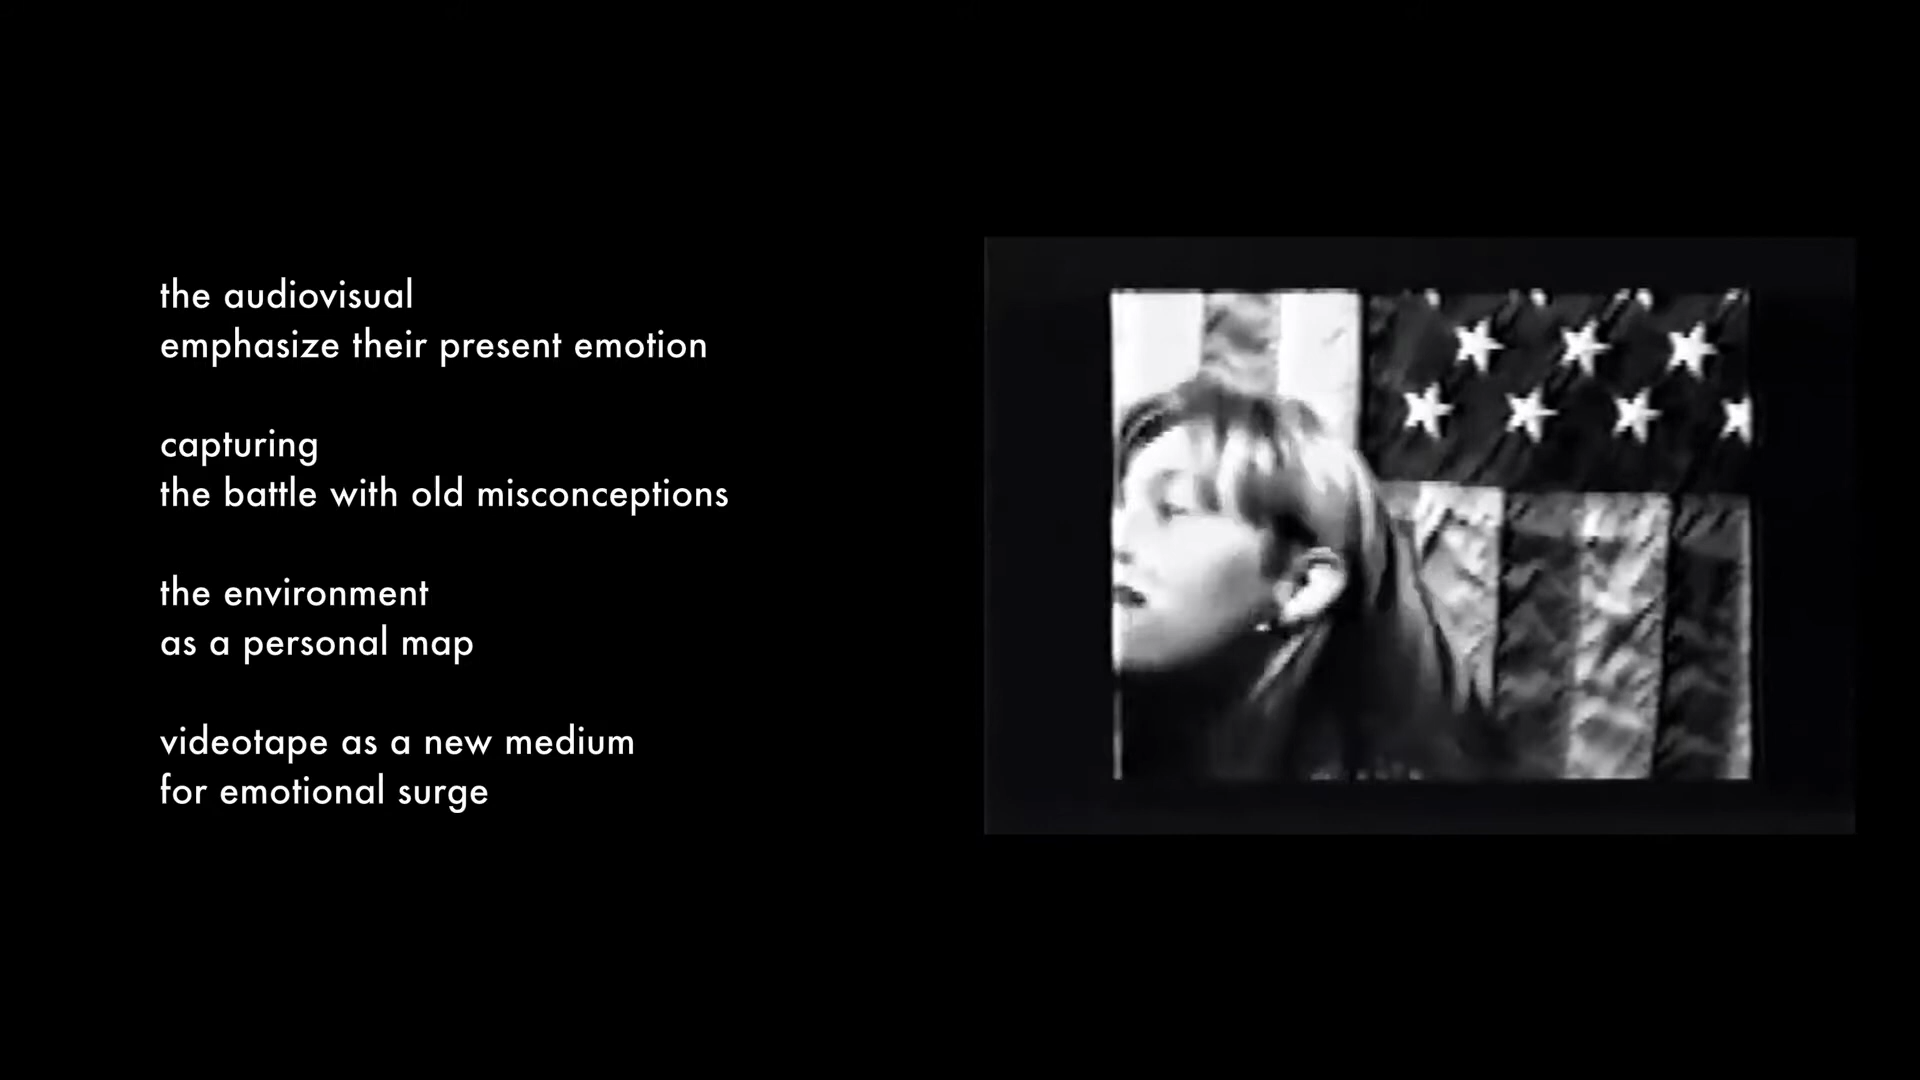 the audiovisual
emphasize their present emotion
capturing
the battle with old misconceptions
the environment
as a personal map
videotape as a new medium
for emotional surge